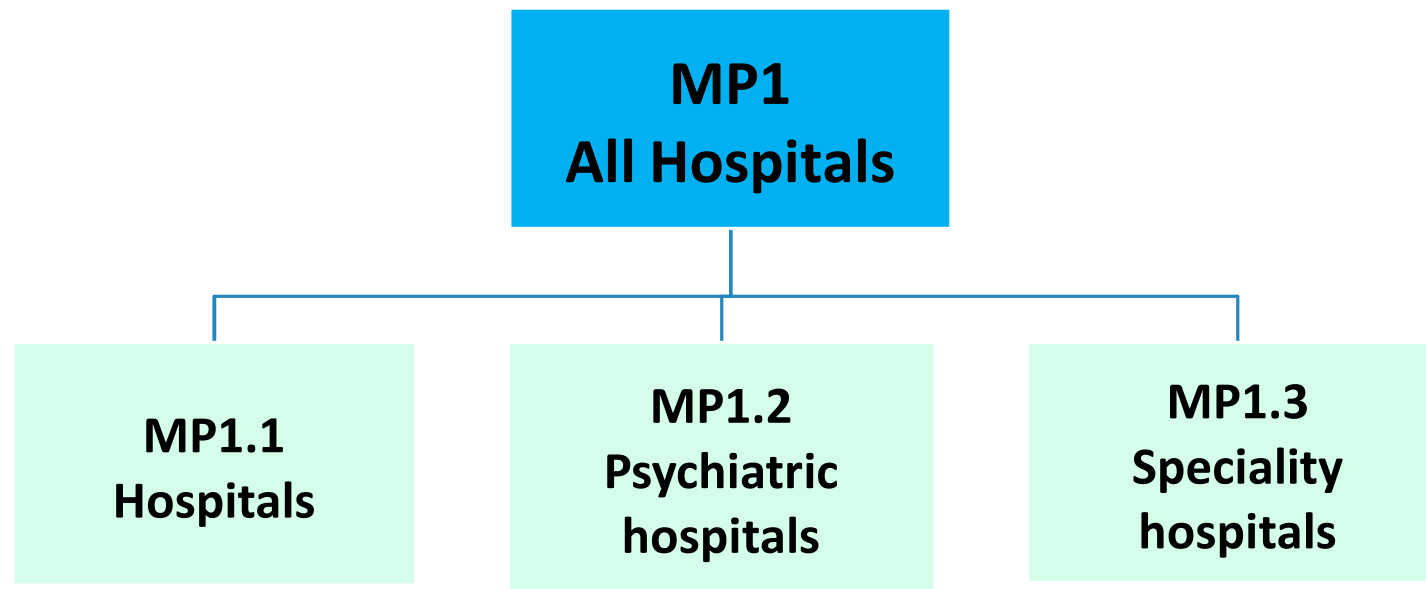 MP1
All Hospitals
MP1.1
Hospitals
MP1.2
Psychiatric
hospitals
MP1.3
Speciality
hospitals